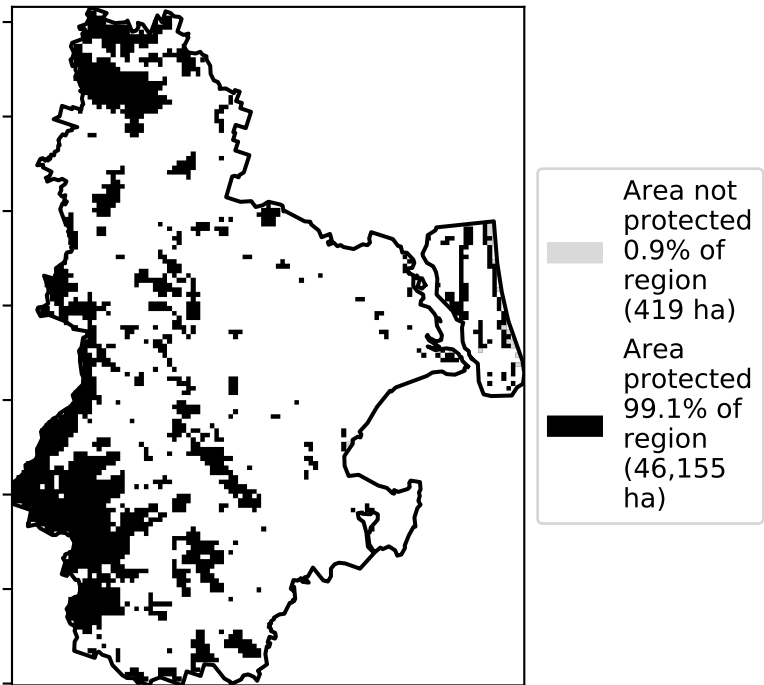 Area not
protected
0.9% of
region
(419 ha)
Area
protected
99.1% of
region
(46,155
ha)